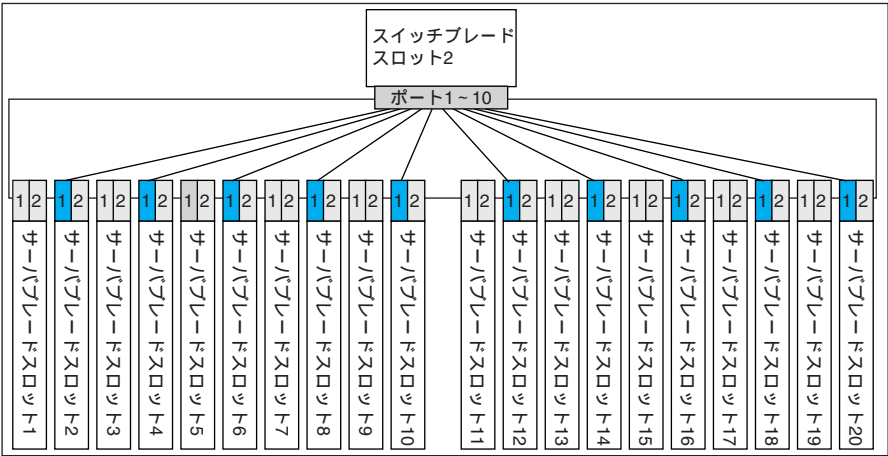 スイッチブレード
スロット2
ポート1~10
1 2 1 2 1 2 1 2 1 2 1 2 1 2 1 2 1 2 1 2 1 2 1 2 1 2 1 2 1 2 1 2 1 2 1 2 1 2 1 2
サーバブレードスロット1
サーバブレードスロット2
サーバブレードスロット3
サーバブレードスロット4
サーバブレードスロット5
サーバブレードスロット6
サーバブレードスロット7
サーバブレードスロット8
サーバブレードスロット9
サーバブレードスロット10
サーバブレードスロット11
サーバブレードスロット12
サーバブレードスロット13
サーバブレードスロット14
サーバブレードスロット15
サーバブレードスロット16
サーバブレードスロット17
サーバブレードスロット18
サーバブレードスロット19
サーバブレードスロット20